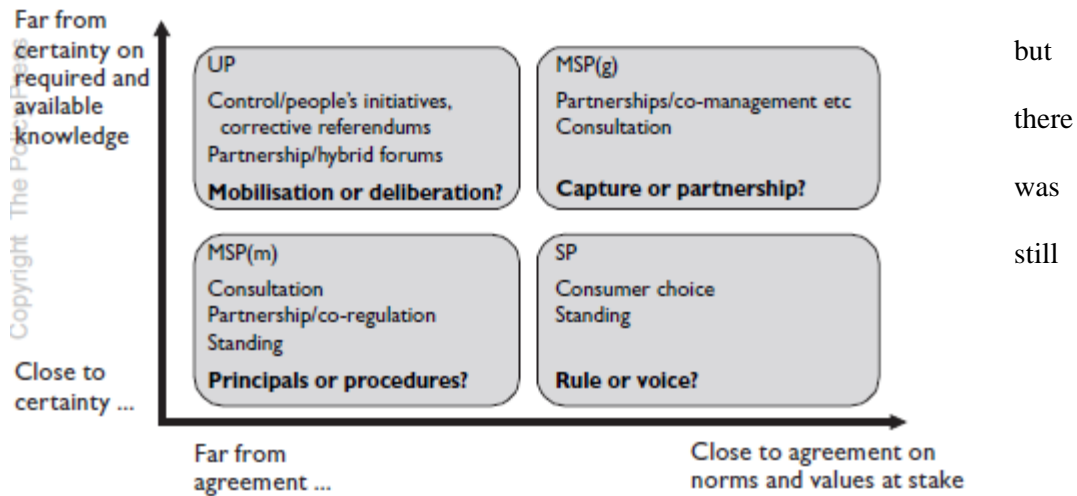 Far from
certainty on
required and
available
knowledge
UP
Control/people's initiatives,
corrective referendums
Partnership/hybrid forums
Mobilisation or deliberation?
MSP(g)
Partnerships/co-management etc
Consultation
Capture or partnership?
MSP(m)
Consultation
Partnership/co-regulation
Standing
Principals or procedures?
SP
Consumer choice
Standing
Rule or voice?
Close to
certainty ...
Far from
agreement ...
Close to agreement on
norms and values at stake
Copyright The Policy Press
but
there
was
still